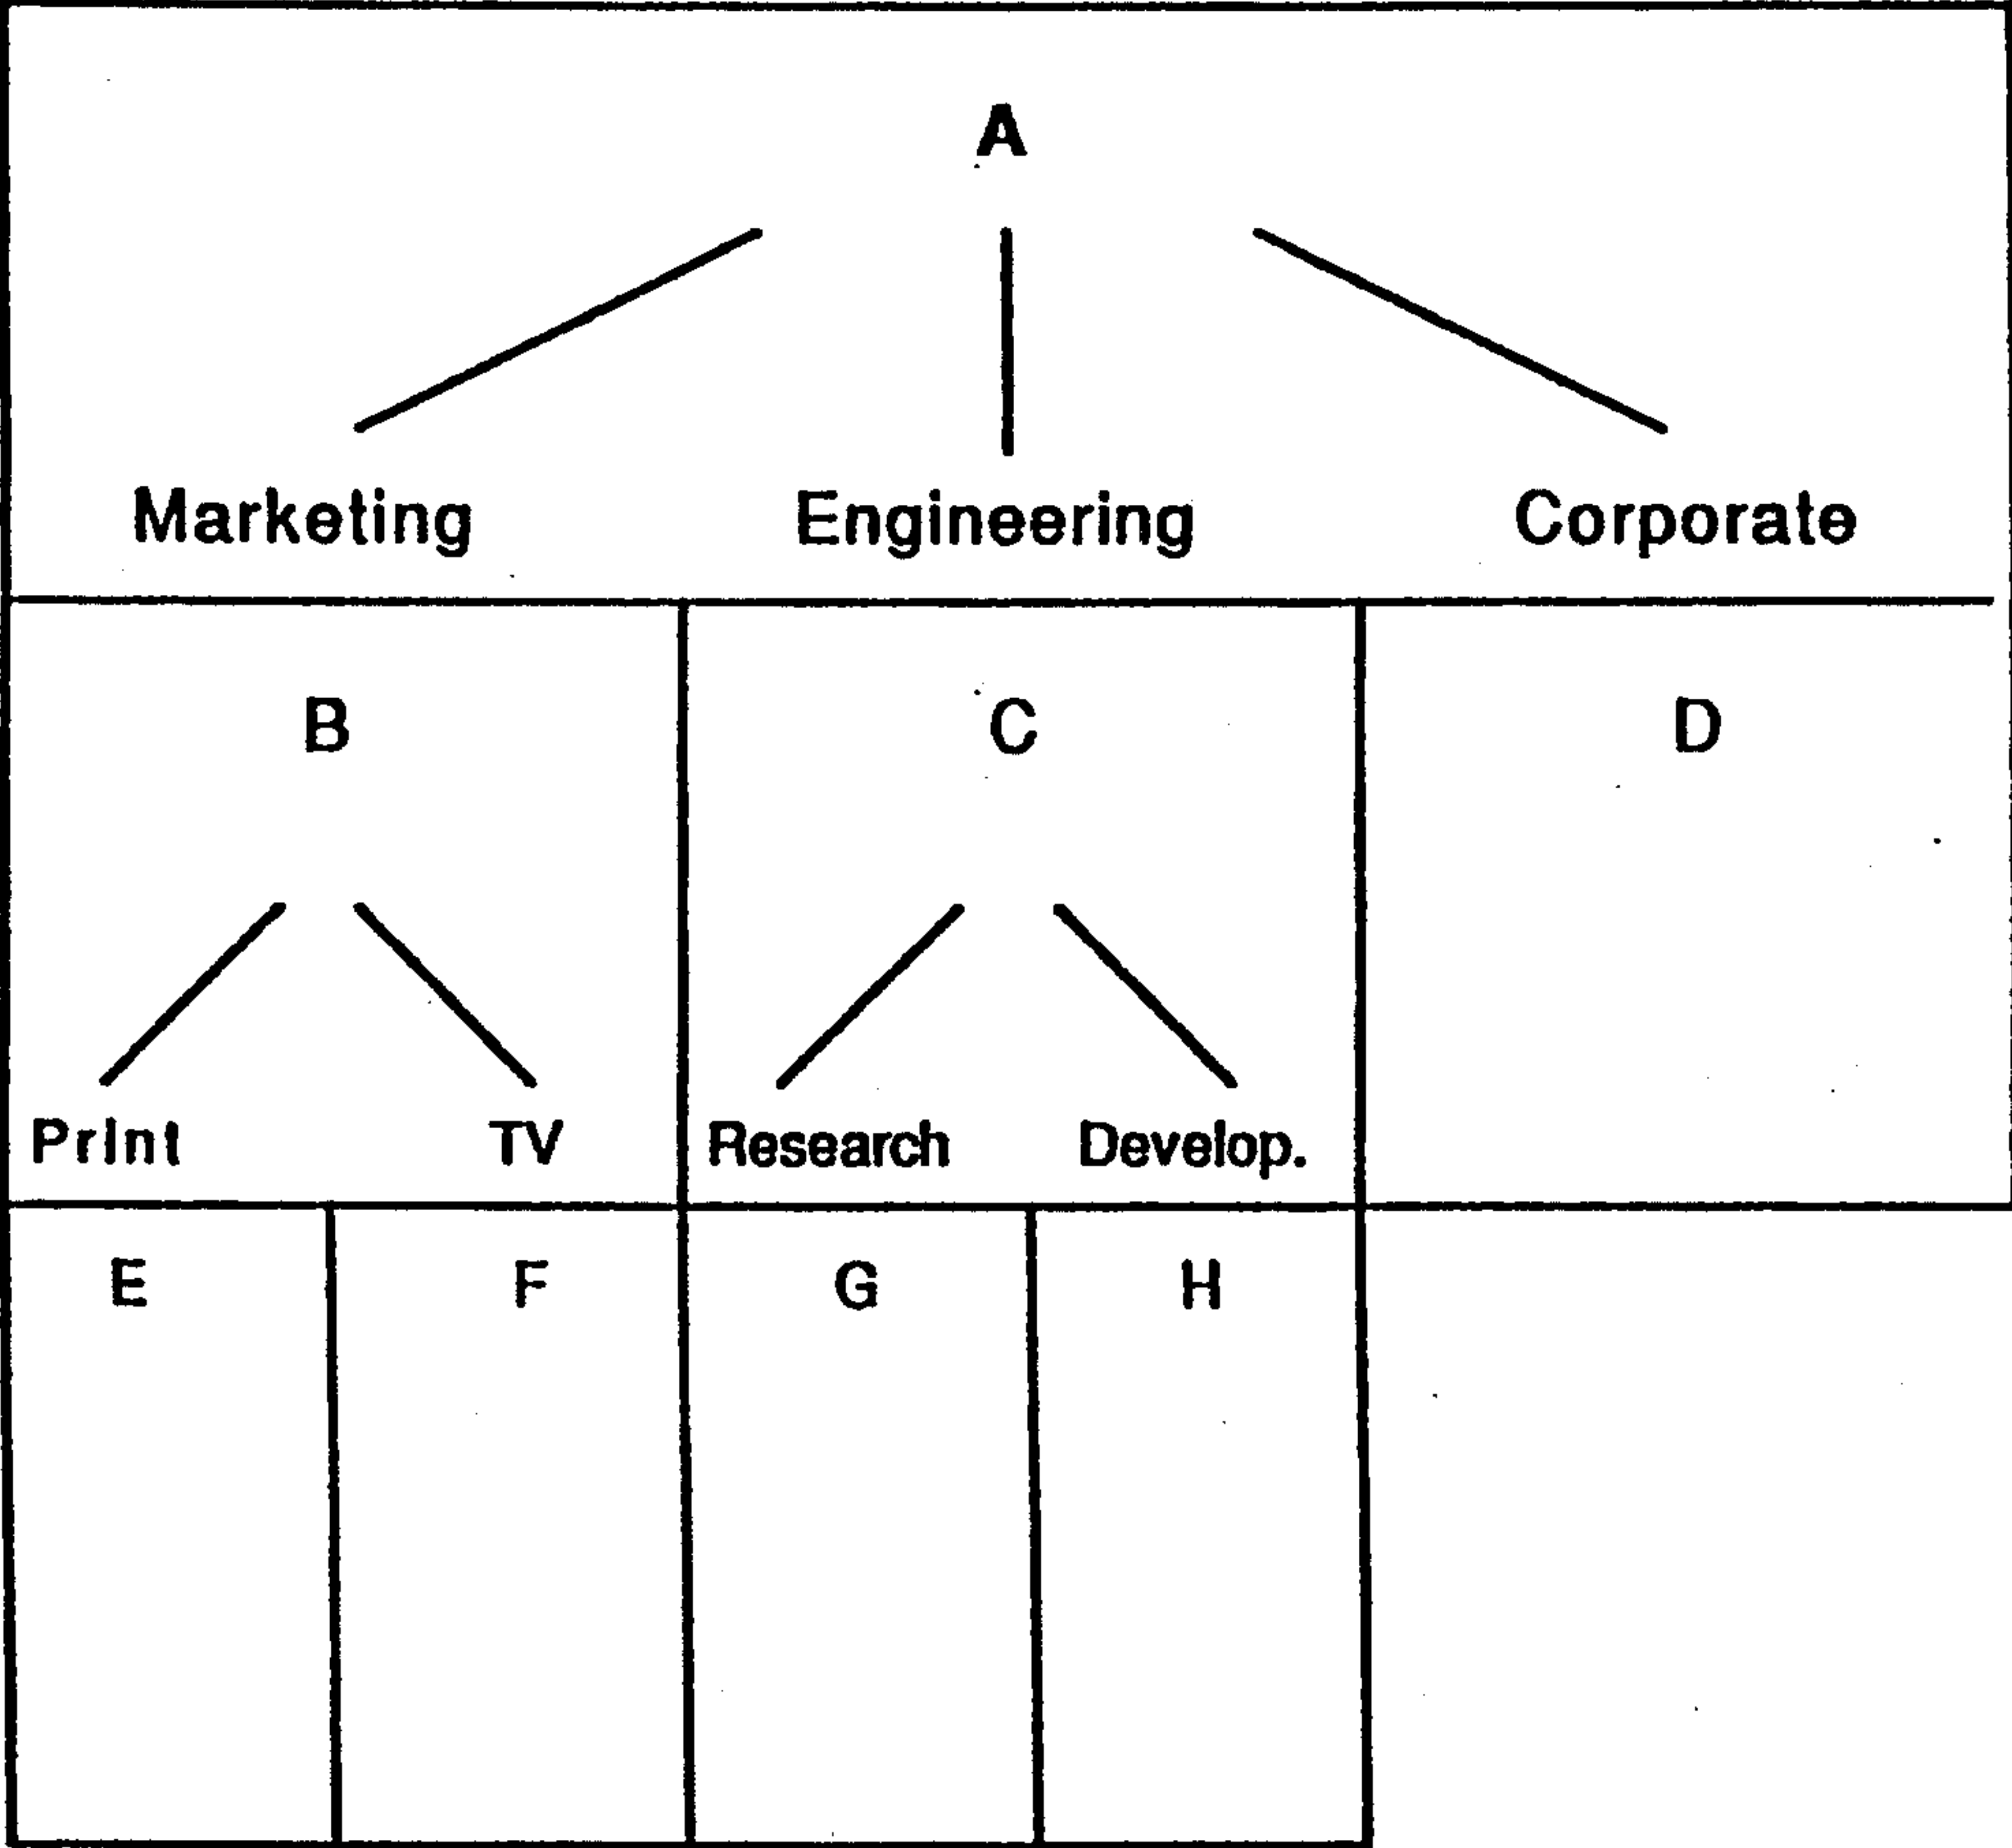 A
Marketing Engineering Corporate
B C D
Print TV Research Develop.
E F G H